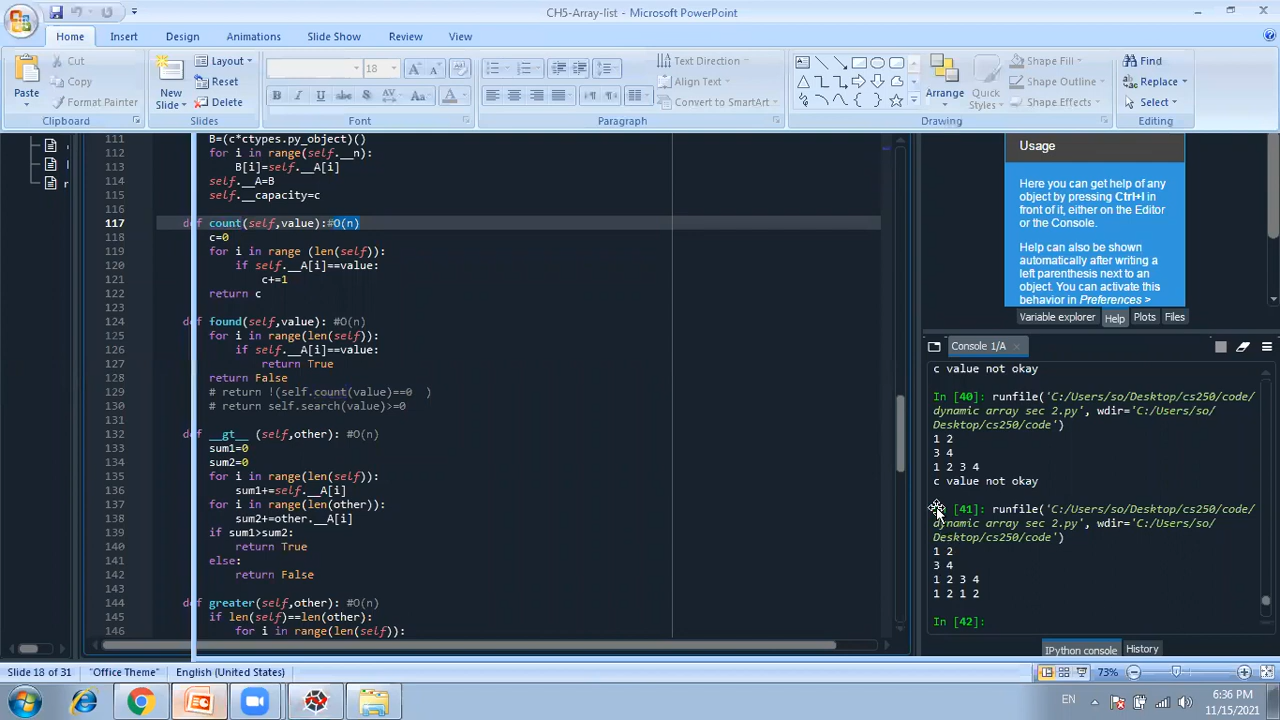 CH5-Array-list - Microsoft PowerPoint
Home Insert Design Animations Slide Show Review View
Paste
Cut
Copy
Format Painter
Clipboard
New Slide
Layout
Reset
Delete
Slides
18
B I U abc S AV Aa A
Font
Text Direction
Align Text
Convert to SmartArt
Paragraph
Arrange
Quick Styles
Shape Fill
Shape Outline
Shape Effects
Drawing
Find
Replace
Select
Editing
111 B=(c*ctypes.py_object)()
112 for i in range(self.__n):
113 B[i]=self.__A[i]
114 self.__A=B
115 self.__capacity=c
116
117 def count(self,value):#O(n)
118 c=0
119 for i in range (len(self)):
120 if self.__A[i]==value:
121 c+=1
122 return c
123
124 def found(self,value): #O(n)
125 for i in range(len(self)):
126 if self.__A[i]==value:
127 return True
128 return False
129 # return !(self.count(value)==0 )
130 # return self.search(value)>=0
131
132 def __gt__ (self,other): #O(n)
133 sum1=0
134 sum2=0
135 for i in range(len(self)):
136 sum1+=self.__A[i]
137 for i in range(len(other)):
138 sum2+=other.__A[i]
139 if sum1>sum2:
140 return True
141 else:
142 return False
143
144 def greater(self,other): #O(n)
145 if len(self)==len(other):
146 for i in range(len(self)):
Usage
Here you can get help of any
object by pressing Ctrl+I in
front of it, either on the Editor
or the Console.
Help can also be shown
automatically after writing a
left parenthesis next to an
object. You can activate this
behavior in Preferences >
Variable explorer Help Plots Files
Console 1/A
c value not okay
In [40]: runfile('C:/Users/so/Desktop/cs250/code/
dynamic array sec 2.py', wdir='C:/Users/so/
Desktop/cs250/code')
1 2
3 4
1 2 3 4
c value not okay
[41]: runfile('C:/Users/so/Desktop/cs250/code/
dynamic array sec 2.py', wdir='C:/Users/so/
Desktop/cs250/code')
1 2
3 4
1 2 3 4
1 2 1 2
In [42]:
IPython console History
Slide 18 of 31 "Office Theme" English (United States) 73%
EN 6:36 PM
11/15/2021